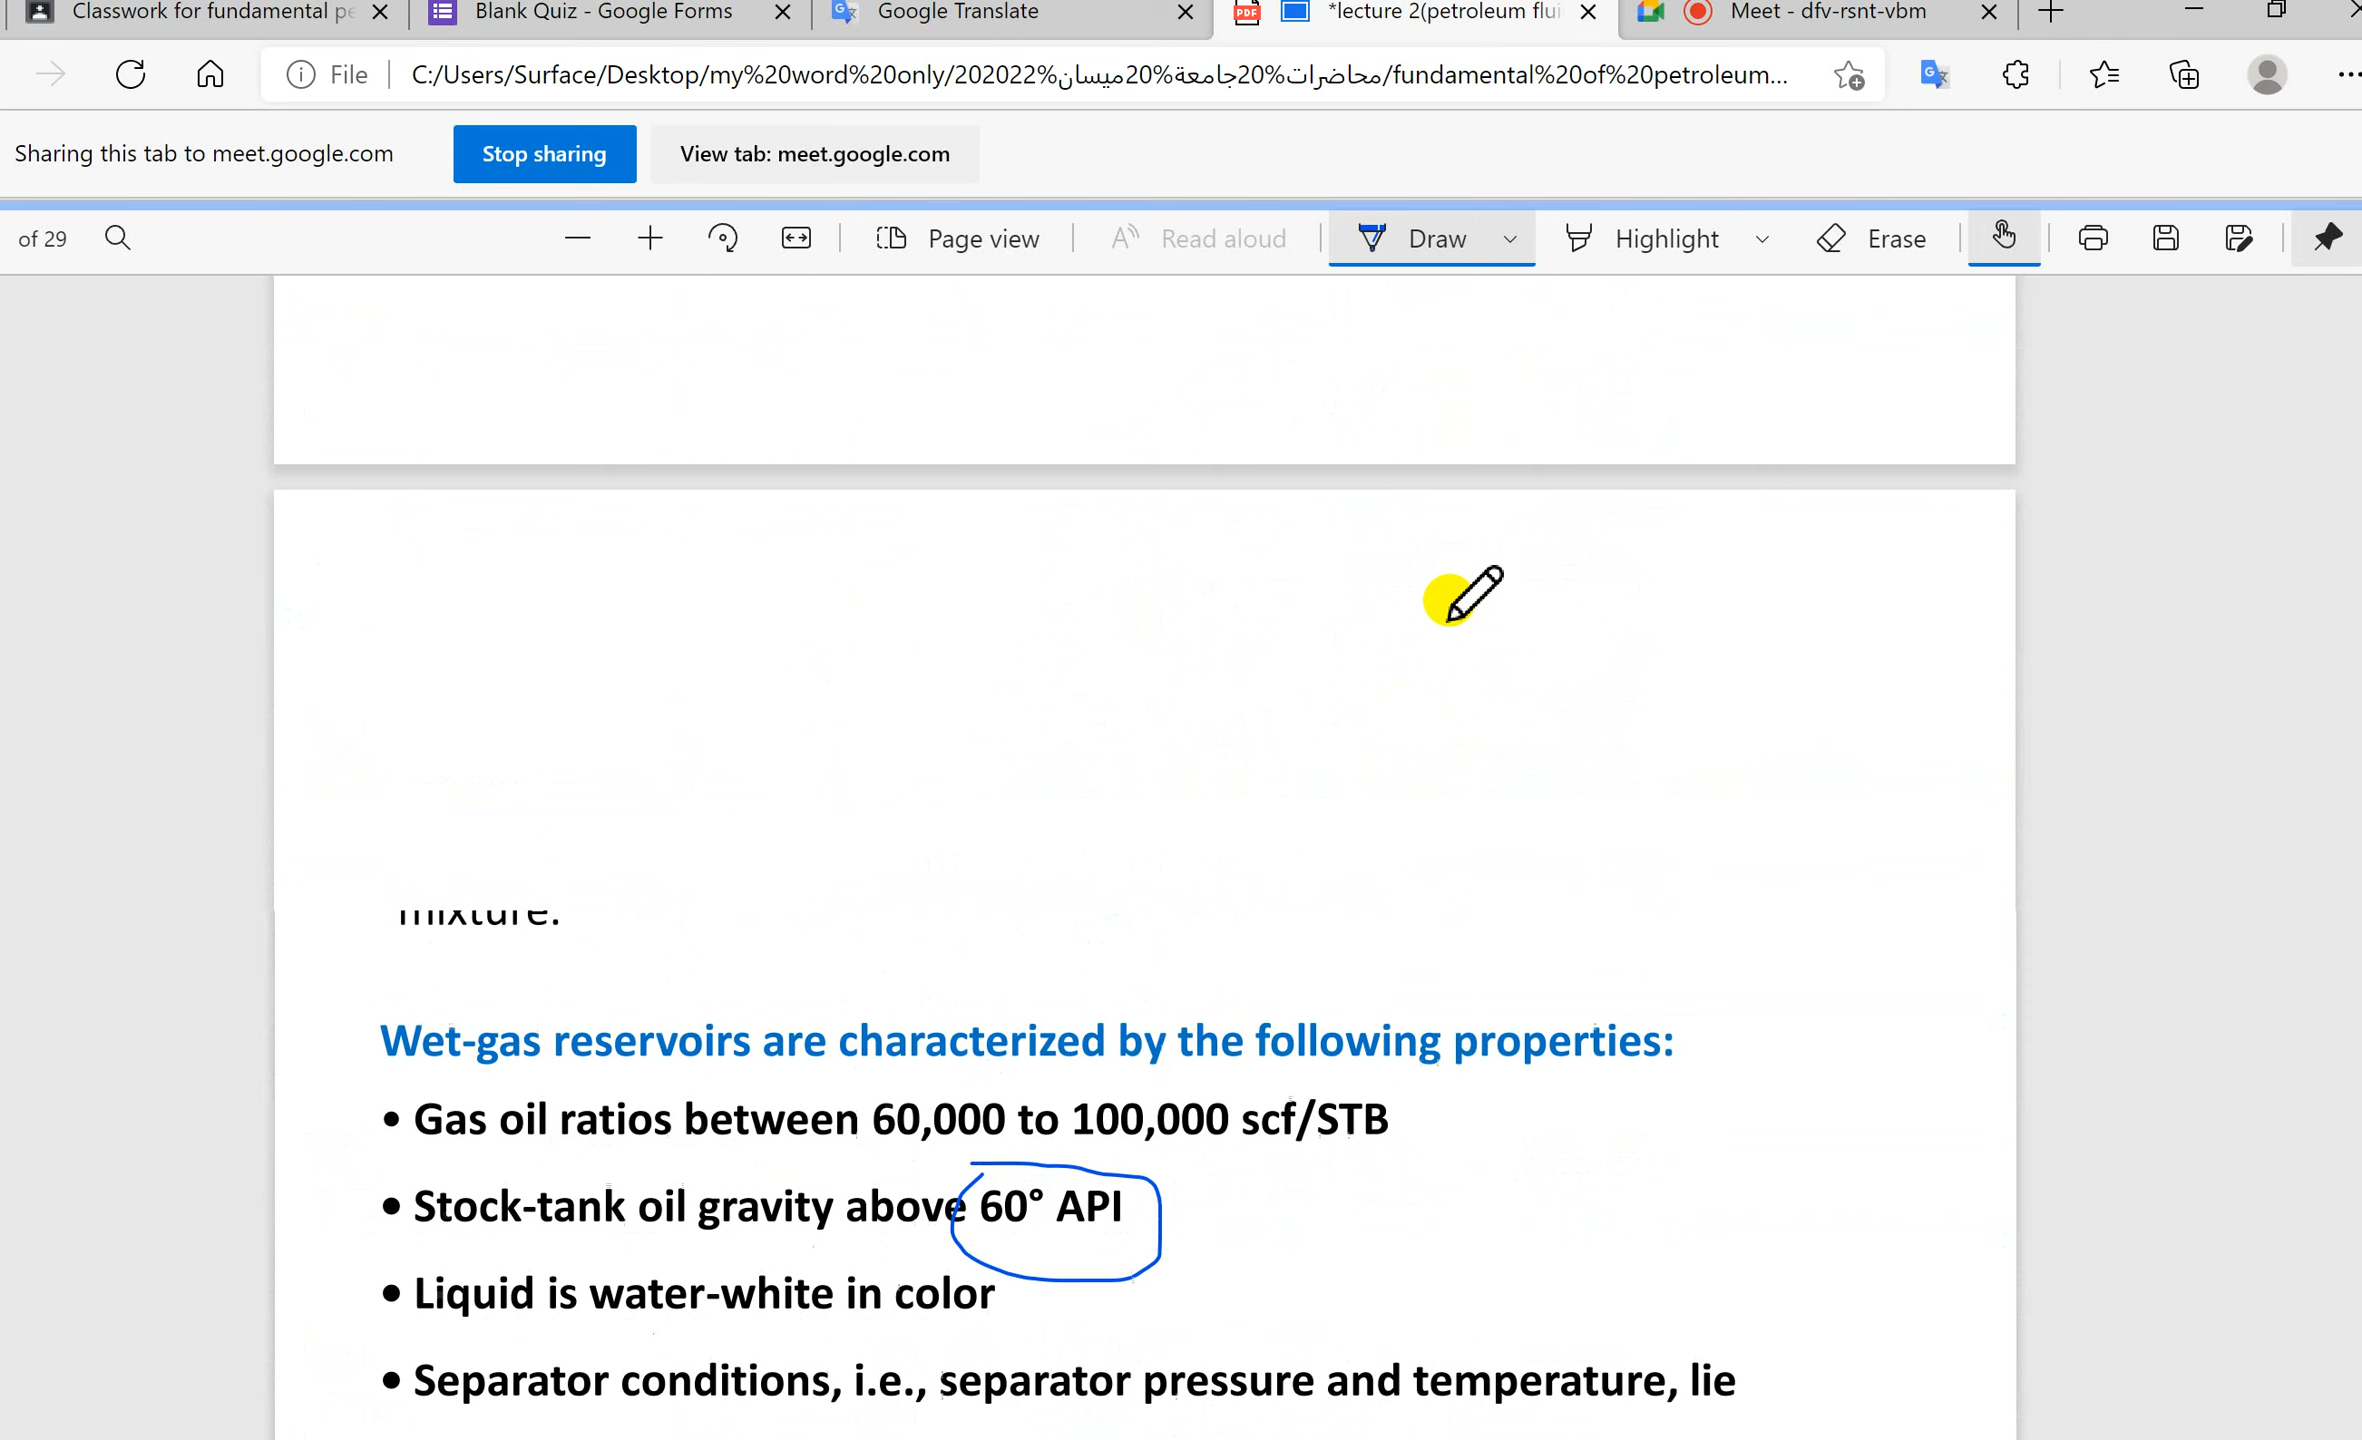 Classwork for fundamental pe
Blank Quiz - Google Forms
Google Translate
*lecture 2(petroleum flui
Meet - dfv-rsnt-vbm
File
C:/Users/Surface/Desktop/my%20word%20only/202022%محاضرات%20جامعة%20ميسان/fundamental%20of%20petroleum...
Sharing this tab to meet.google.com
Stop sharing
View tab: meet.google.com
of 29
Page view
Read aloud
Draw
Highlight
Erase
mixture.
Wet-gas reservoirs are characterized by the following properties:
• Gas oil ratios between 60,000 to 100,000 scf/STB
• Stock-tank oil gravity above 60° API
• Liquid is water-white in color
• Separator conditions, i.e., separator pressure and temperature, lie